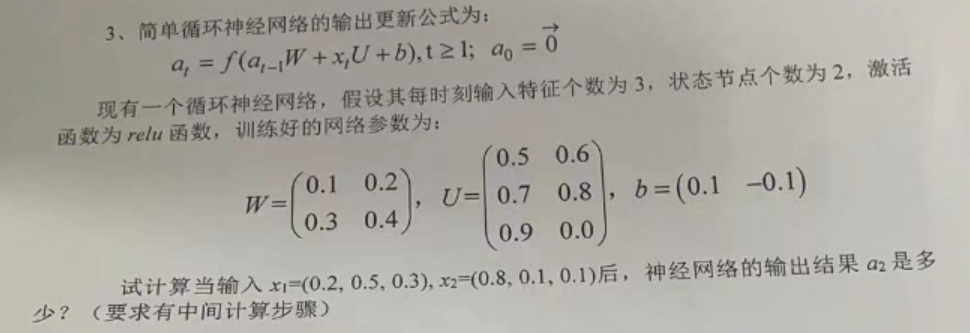 3、简单循环神经网络的输出更新公式为：
a_t = f(a_{t-1}W + x_tU + b), t ≥ 1; a_0 = \vec{0}
现有一个循环神经网络，假设其每时刻输入特征个数为 3，状态节点个数为 2，激活
函数为 relu 函数，训练好的网络参数为：
W = \begin{pmatrix} 0.1 & 0.2 \\ 0.3 & 0.4 \end{pmatrix}, U = \begin{pmatrix} 0.5 & 0.6 \\ 0.7 & 0.8 \\ 0.9 & 0.0 \end{pmatrix}, b = (0.1 \ -0.1)
试计算当输入 x_1=(0.2, 0.5, 0.3), x_2=(0.8, 0.1, 0.1)后，神经网络的输出结果 a_2 是多
少？（要求有中间计算步骤）